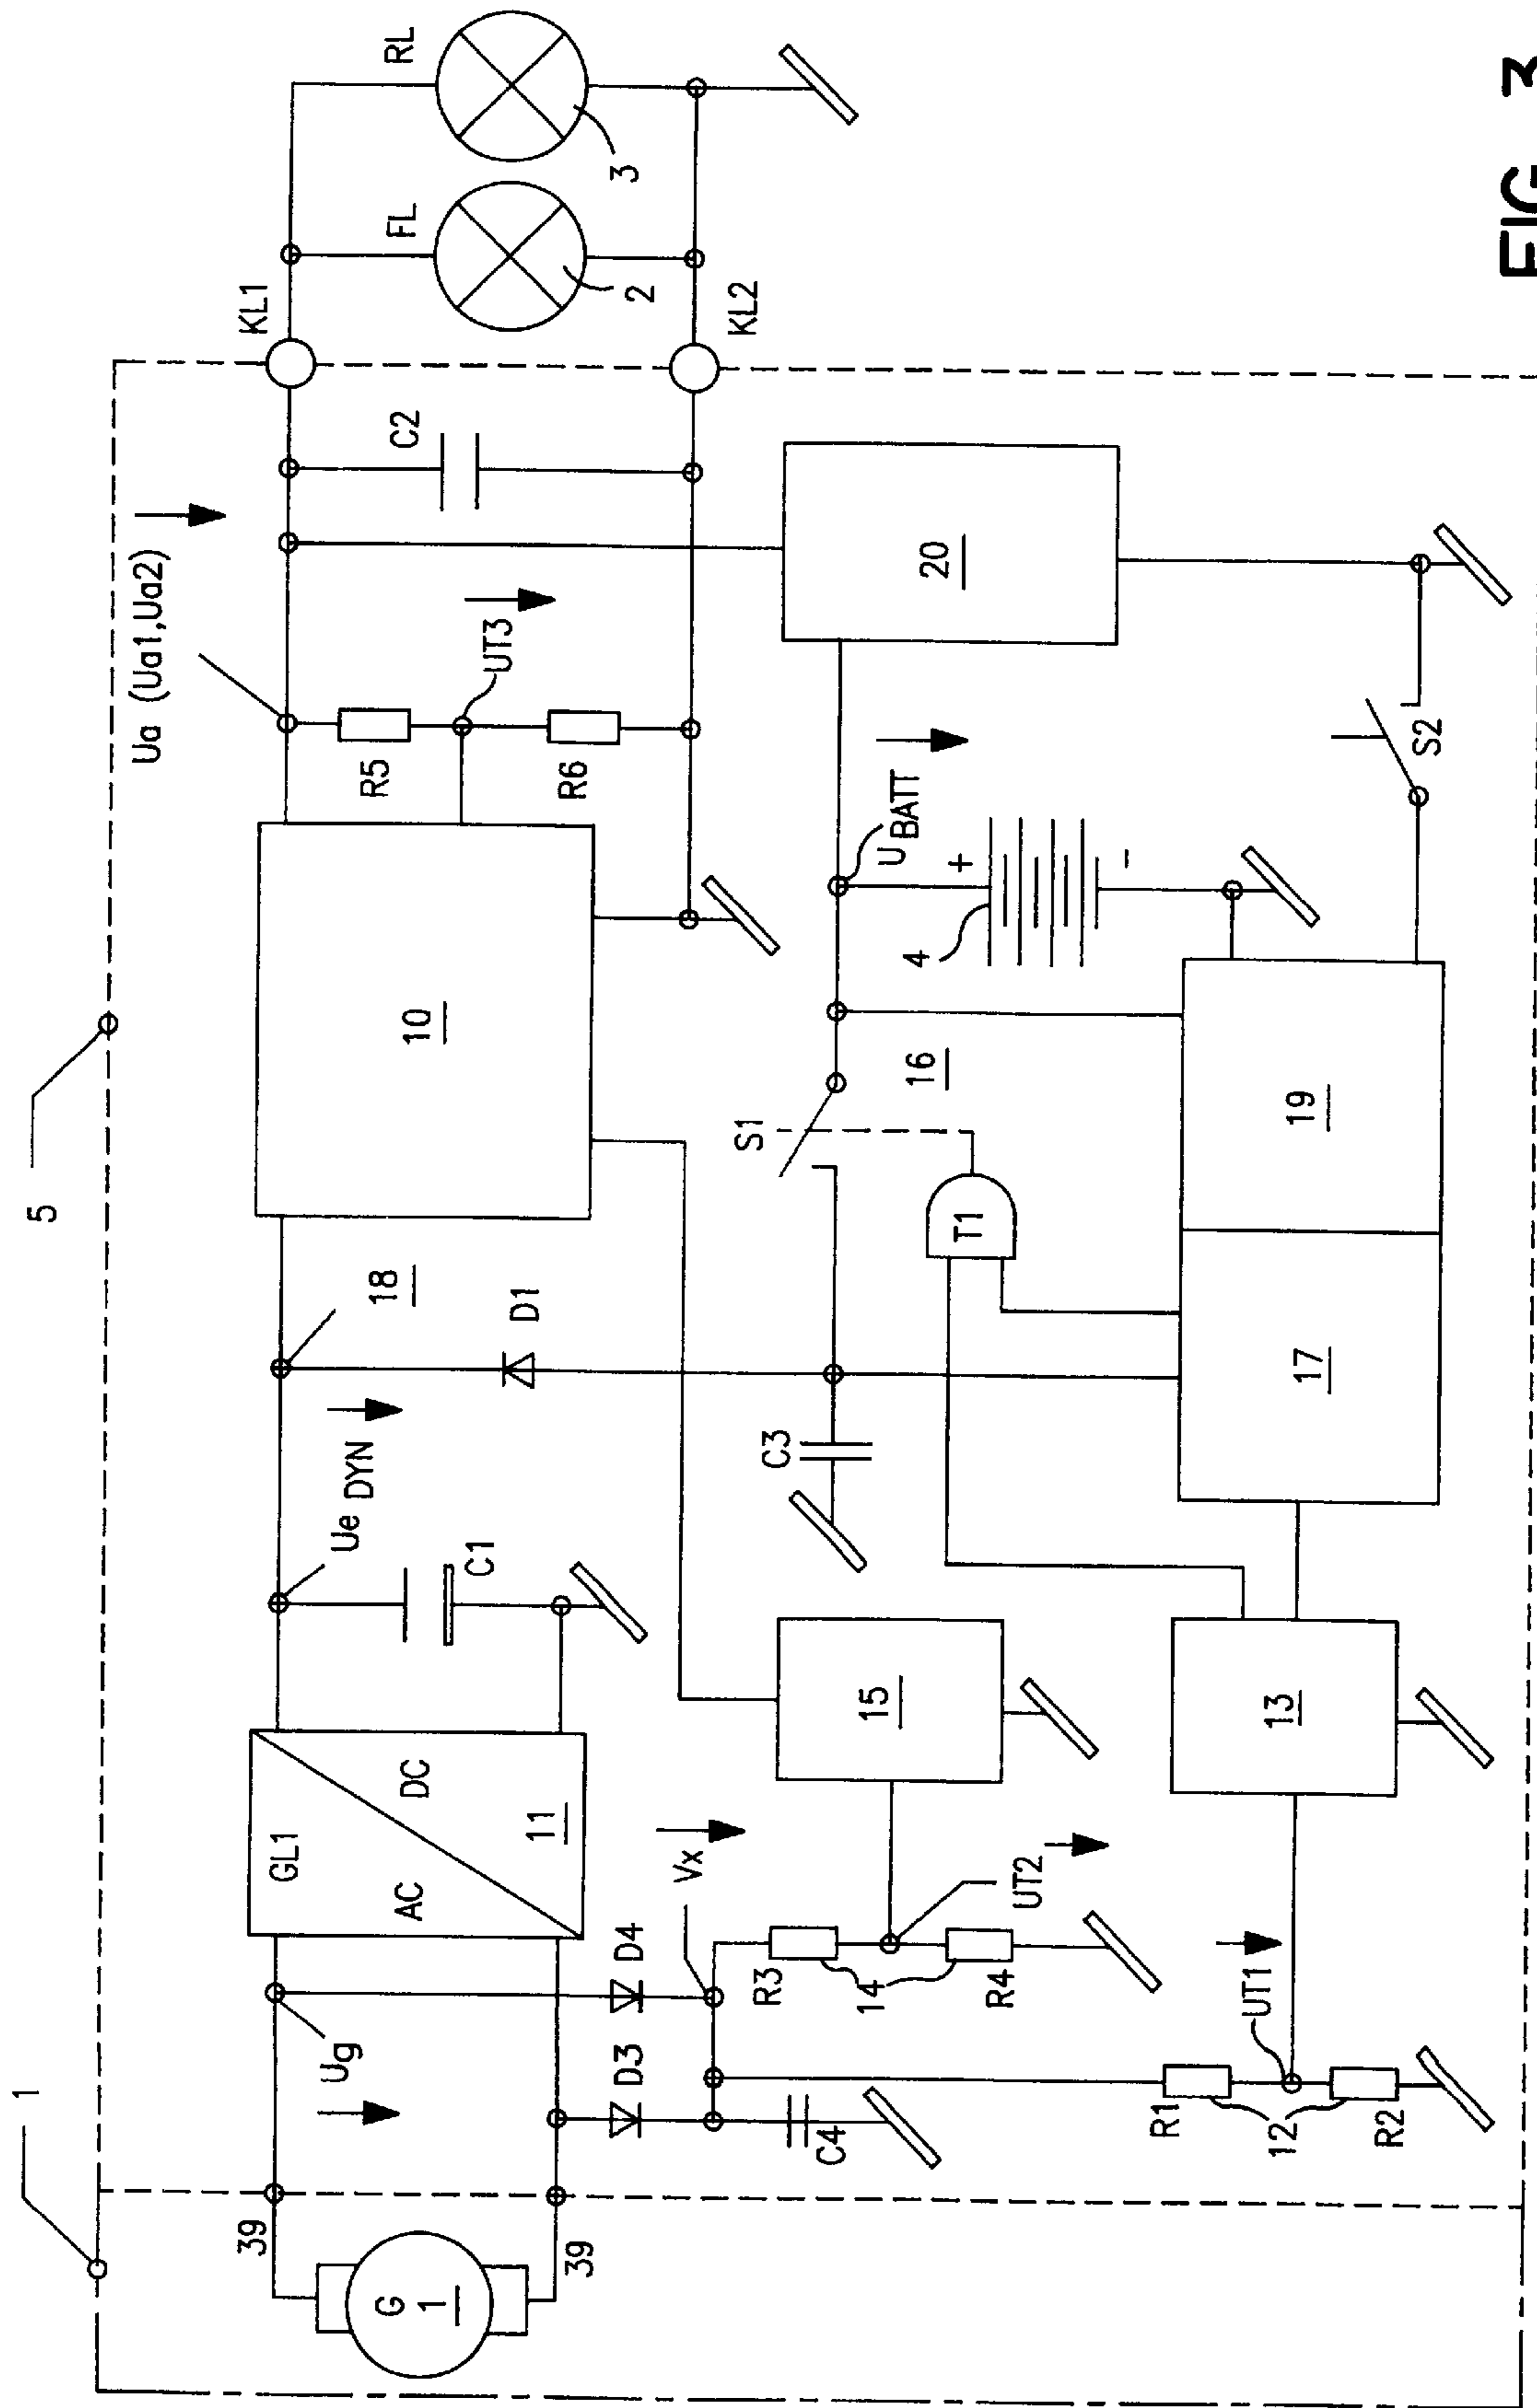 1
5
39
G
1
39
Ug
GL1
AC
DC
11
Ue DYN
C1
18
D1
10
Ua (Ua1,Ua2)
R5
UT3
R6
C2
KL1
KL2
FL
2
RL
3
D3
D4
C4
Vx
R3
14
R4
UT2
15
C3
S1
16
T1
U BATT
4
+
-
20
R1
12
R2
UT1
13
17
19
S2
FIG. 3